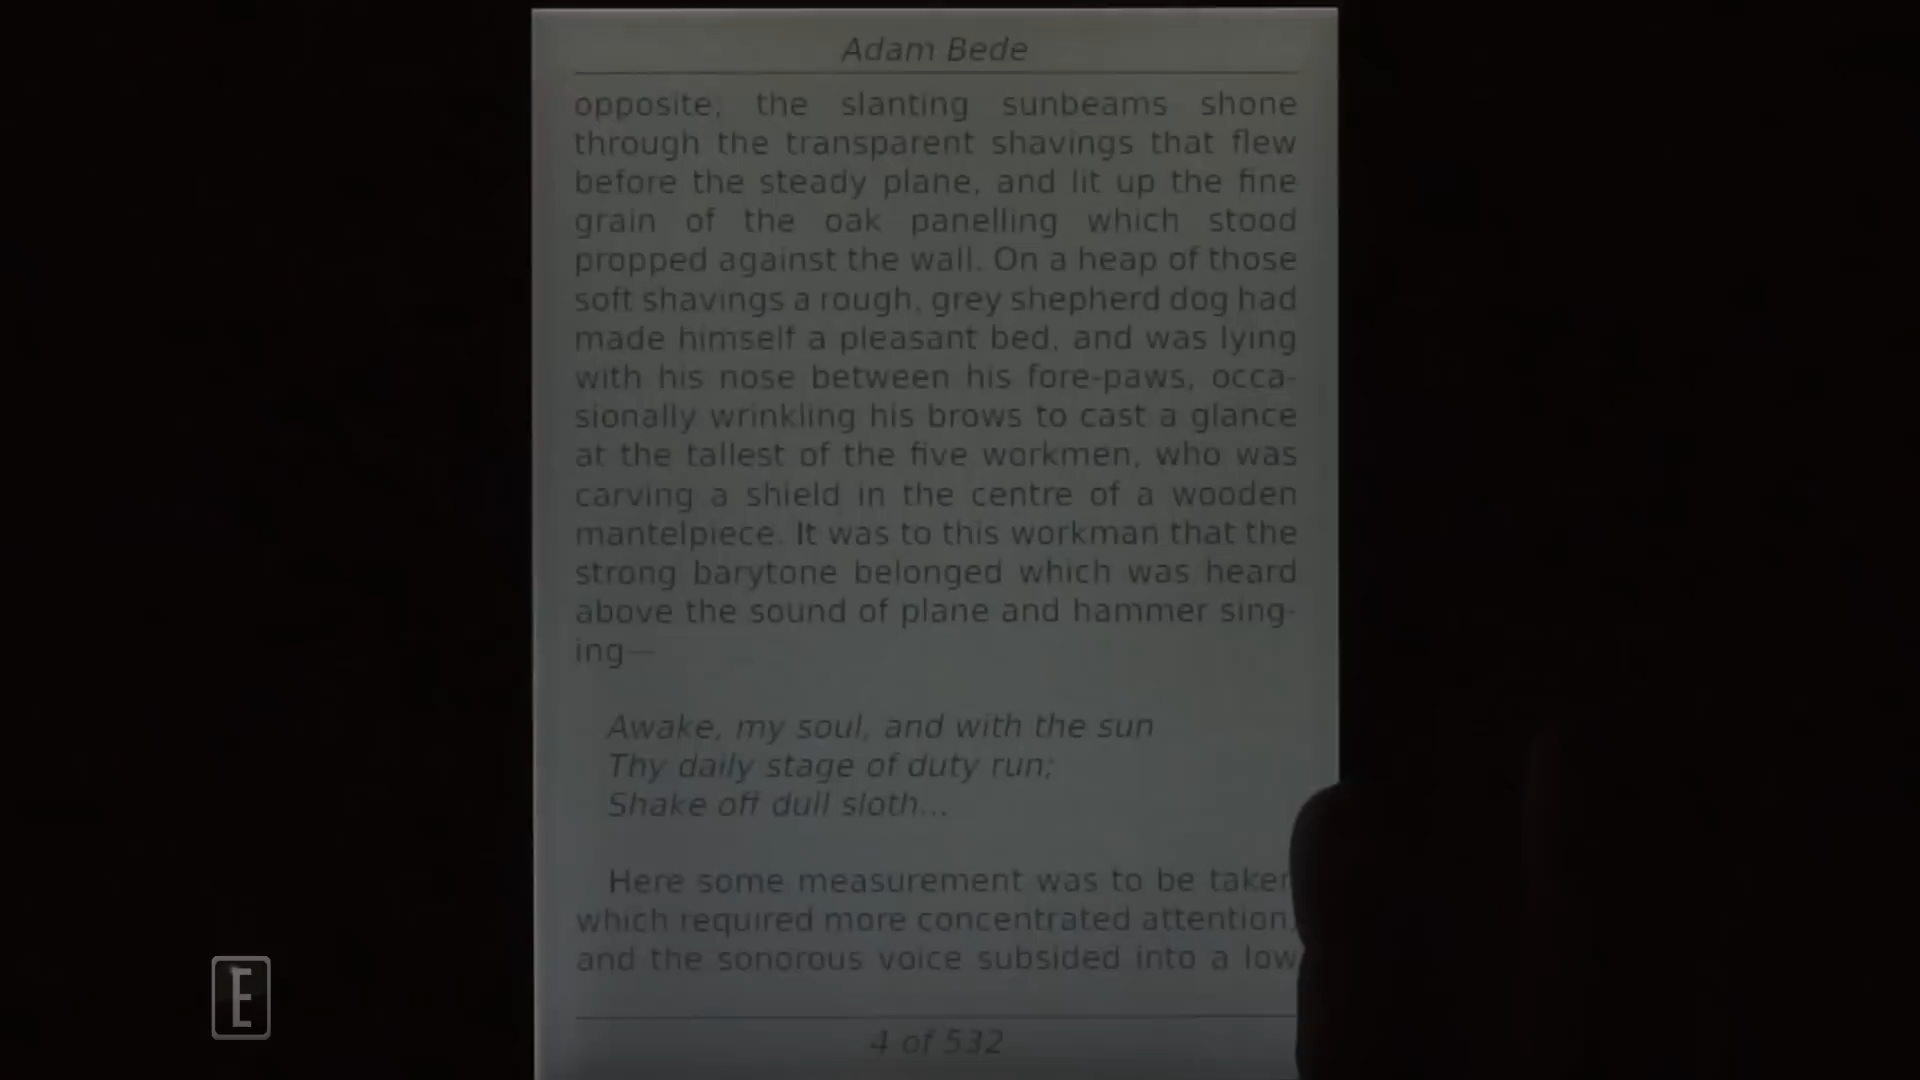 Adam Bede
opposite; the slanting sunbeams shone
through the transparent shavings that flew
before the steady plane, and lit up the fine
grain of the oak panelling which stood
propped against the wall. On a heap of those
soft shavings a rough, grey shepherd dog had
made himself a pleasant bed, and was lying
with his nose between his fore-paws, occa-
sionally wrinkling his brows to cast a glance
at the tallest of the five workmen, who was
carving a shield in the centre of a wooden
mantelpiece. It was to this workman that the
strong barytone belonged which was heard
above the sound of plane and hammer sing-
ing—
Awake, my soul, and with the sun
Thy daily stage of duty run;
Shake off dull sloth...
Here some measurement was to be taken
which required more concentrated attention,
and the sonorous voice subsided into a low
4 of 532
E